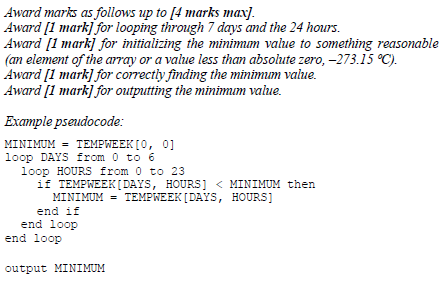 Award marks as follows up to [4 marks max].
Award [1 mark] for looping through 7 days and the 24 hours.
Award [1 mark] for initializing the minimum value to something reasonable
(an element of the array or a value less than absolute zero, –273.15 ºC).
Award [1 mark] for correctly finding the minimum value.
Award [1 mark] for outputting the minimum value.
Example pseudocode:
MINIMUM = TEMPWEEK[0, 0]
loop DAYS from 0 to 6
loop HOURS from 0 to 23
if TEMPWEEK[DAYS, HOURS] < MINIMUM then
MINIMUM = TEMPWEEK[DAYS, HOURS]
end if
end loop
end loop
output MINIMUM